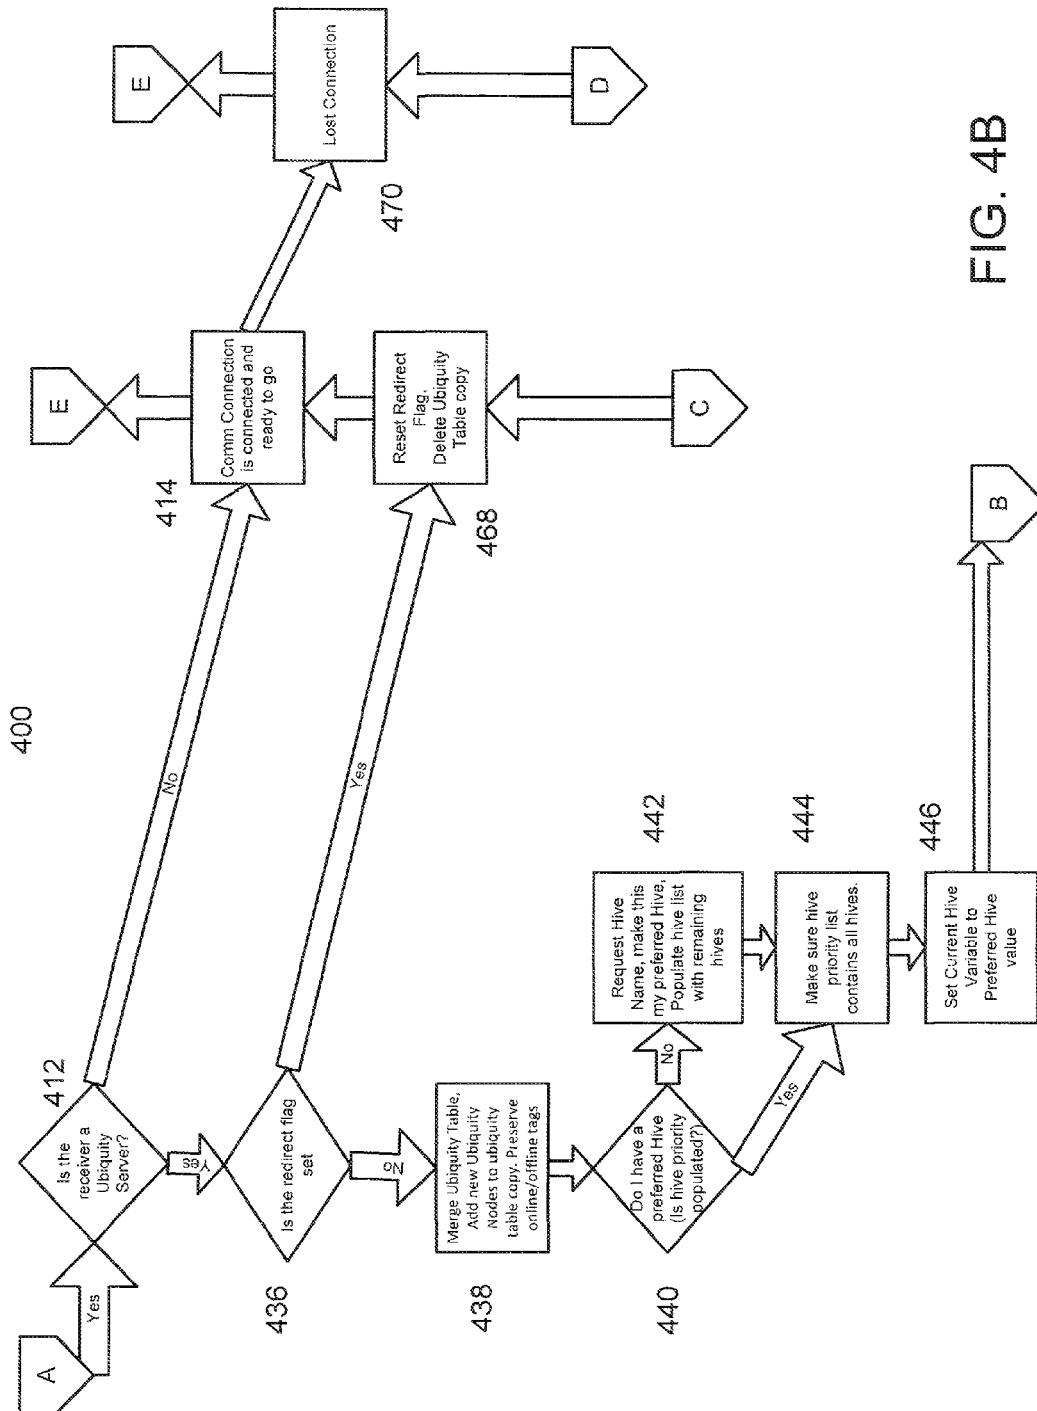 400
A
Yes
412
Is the
receiver a
Ubiquity
Server?
No
Yes
436
Is the redirect flag
set
Yes
No
438
Merge Ubiquity Table,
Add new Ubiquity
Nodes to ubiquity
table copy. Preserve
online/offline tags
440
Do I have a
preferred Hive
(Is hive priority
populated?)
No
Yes
442
Request Hive
Name, make this
my preferred Hive,
Populate hive list
with remaining
hives
444
Make sure hive
priority list
contains all hives.
446
Set Current Hive
Variable to
Preferred Hive
value
B
E
414
Comm Connection
is connected and
ready to go
468
Reset Redirect
Flag,
Delete Ubiquity
Table copy
C
E
Lost Connection
470
D
FIG. 4B